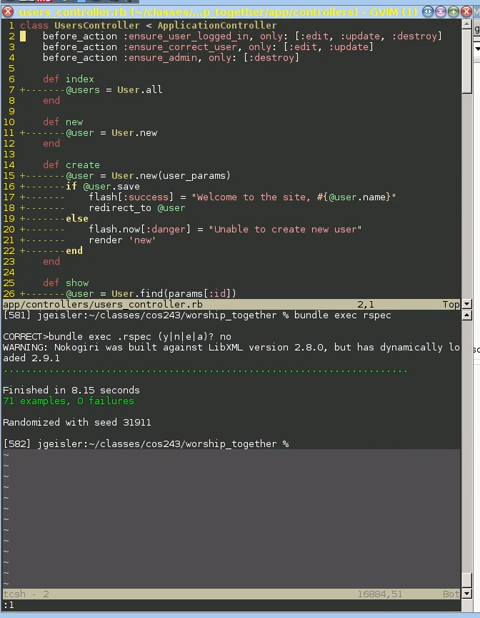 users_controller.rb (~/classes/cos243/...p_together/app/controllers) - GVIM (1)
1 class UsersController < ApplicationController
2     before_action :ensure_user_logged_in, only: [:edit, :update, :destroy]
3     before_action :ensure_correct_user, only: [:edit, :update]
4     before_action :ensure_admin, only: [:destroy]
5
6     def index
7 +-------@users = User.all
8     end
9
10     def new
11 +-------@user = User.new
12     end
13
14     def create
15 +-------@user = User.new(user_params)
16 +-------if @user.save
17 +-------    flash[:success] = "Welcome to the site, #{@user.name}"
18 +-------    redirect_to @user
19 +-------else
20 +-------    flash.now[:danger] = "Unable to create new user"
21 +-------    render 'new'
22 +-------end
23     end
24
25     def show
26 +-------@user = User.find(params[:id])
app/controllers/users_controller.rb 2,1 Top
[581] jgeisler:~/classes/cos243/worship_together % bundle exec rspec
CORRECT>bundle exec .rspec (y|n|e|a)? no
WARNING: Nokogiri was built against LibXML version 2.8.0, but has dynamically lo
aded 2.9.1
.......................................................................
Finished in 8.15 seconds
71 examples, 0 failures
Randomized with seed 31911
[582] jgeisler:~/classes/cos243/worship_together %
~
~
~
~
~
~
~
~
~
~
~
~
~
tcsh - 2 16884,51 Bot
:1